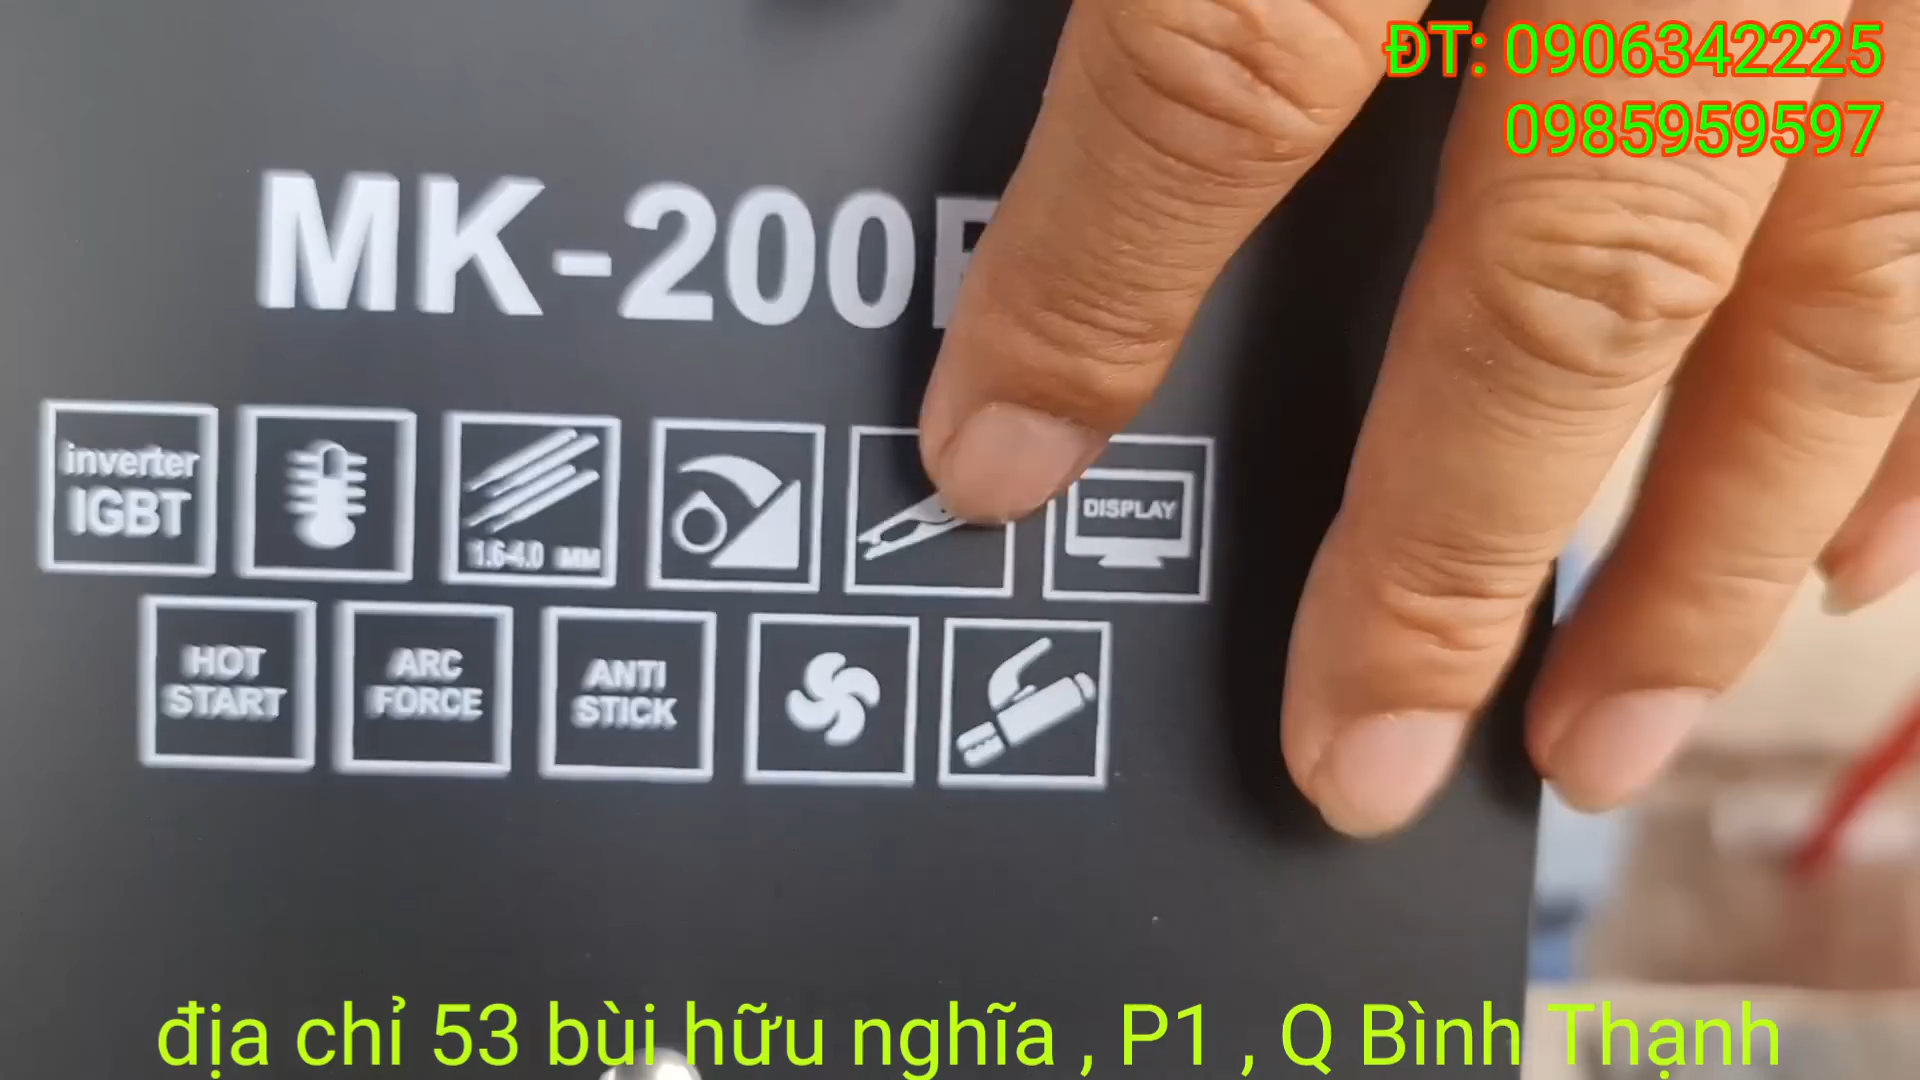 ĐT: 0906342225
0985959597
MK-200
inverter
IGBT
1.6-4.0 MM
DISPLAY
HOT
START
ARC
FORCE
ANTI
STICK
địa chỉ 53 bùi hữu nghĩa , P1 , Q Bình Thạnh